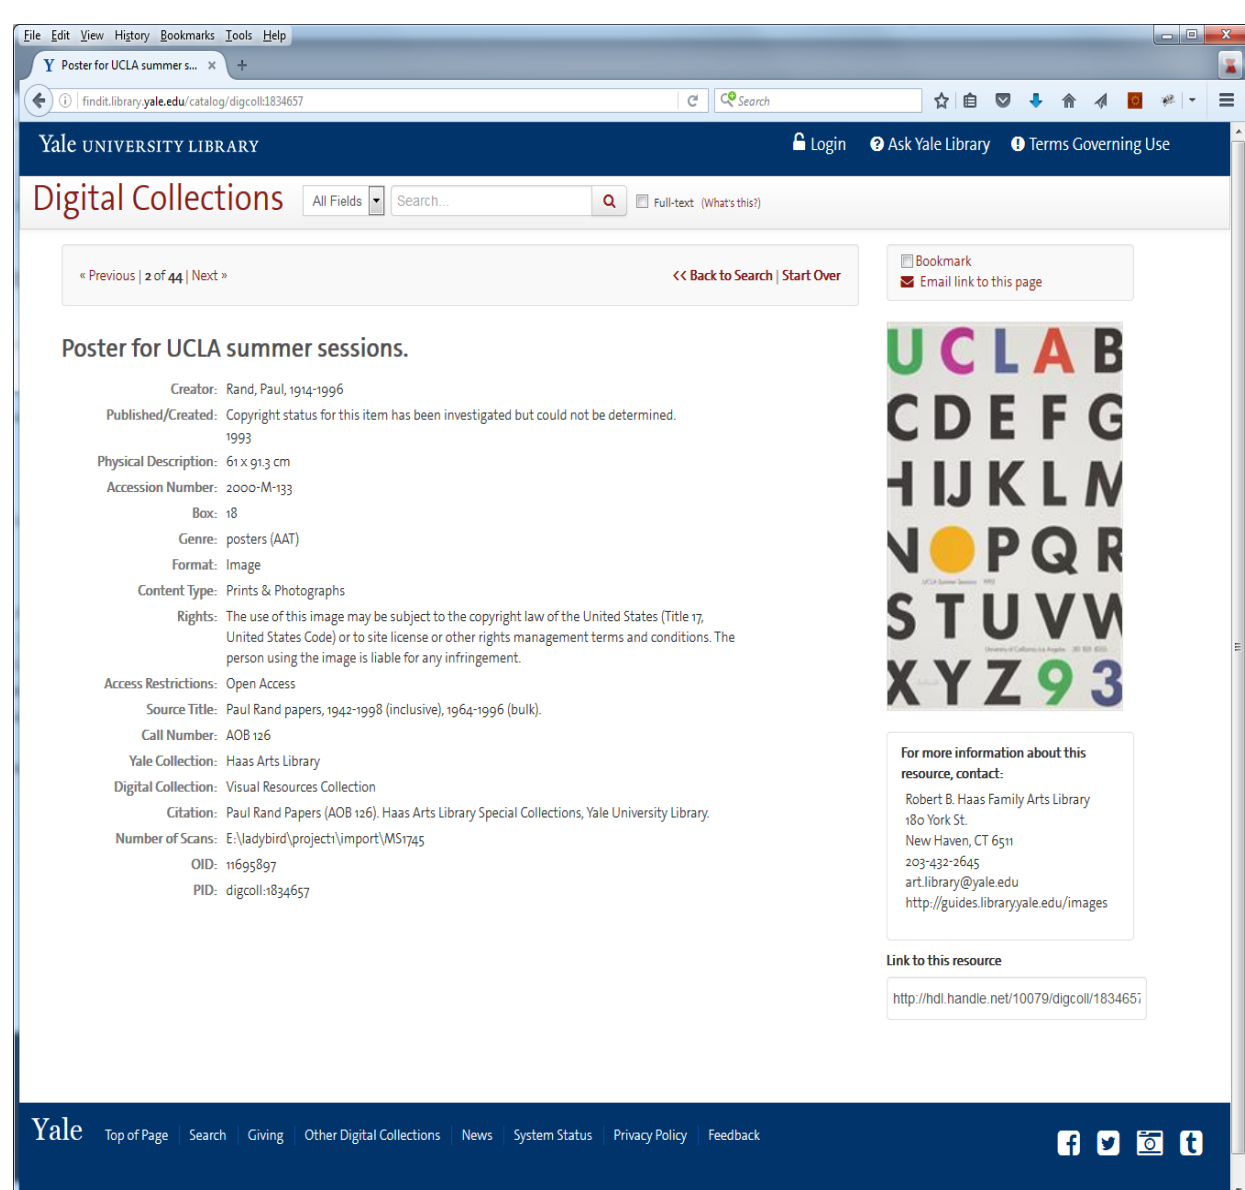 File Edit View History Bookmarks Tools Help
Y Poster for UCLA summer s... × +
findit.library.yale.edu/catalog/digcoll:1834657
Search
Yale UNIVERSITY LIBRARY
Login
Ask Yale Library
Terms Governing Use
Digital Collections
All Fields
Search...
Full-text (What's this?)
« Previous | 2 of 44 | Next »
<< Back to Search | Start Over
Bookmark
Email link to this page
Poster for UCLA summer sessions.
Creator: Rand, Paul, 1914-1996
Published/Created: Copyright status for this item has been investigated but could not be determined.
1993
Physical Description: 61 x 91.3 cm
Accession Number: 2000-M-133
Box: 18
Genre: posters (AAT)
Format: Image
Content Type: Prints & Photographs
Rights: The use of this image may be subject to the copyright law of the United States (Title 17,
United States Code) or to site license or other rights management terms and conditions. The
person using the image is liable for any infringement.
Access Restrictions: Open Access
Source Title: Paul Rand papers, 1942-1998 (inclusive), 1964-1996 (bulk).
Call Number: AOB 126
Yale Collection: Haas Arts Library
Digital Collection: Visual Resources Collection
Citation: Paul Rand Papers (AOB 126). Haas Arts Library Special Collections, Yale University Library.
Number of Scans: E:\ladybird\project1\import\MS1745
OID: 11695897
PID: digcoll:1834657
UCLAB
CDEFG
HIJKLM
N PQR
UCLA Summer Sessions 1993
STUVW
University of California, Los Angeles
XYZ93
For more information about this
resource, contact:
Robert B. Haas Family Arts Library
180 York St.
New Haven, CT 6511
203-432-2645
art.library@yale.edu
http://guides.library.yale.edu/images
Link to this resource
http://hdl.handle.net/10079/digcoll/1834657
Yale
Top of Page
Search
Giving
Other Digital Collections
News
System Status
Privacy Policy
Feedback